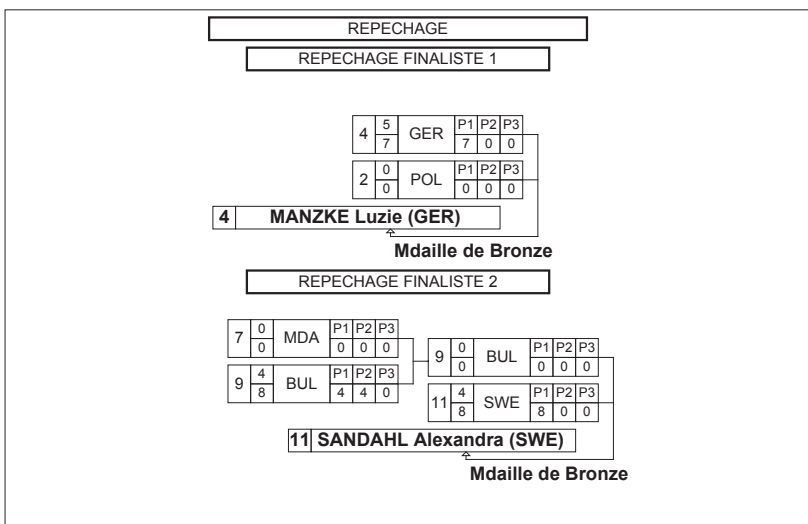 REPECHAGE
REPECHAGE FINALISTE 1
4 5 GER P1 P2 P3
7 7 0 0
2 0 POL P1 P2 P3
0 0 0 0
4 MANZKE Luzie (GER)
Mdaille de Bronze
REPECHAGE FINALISTE 2
7 0 MDA P1 P2 P3
0 0 0 0
9 4 BUL P1 P2 P3
8 4 4 0
9 0 BUL P1 P2 P3
0 0 0 0
11 4 SWE P1 P2 P3
8 8 0 0
11 SANDAHL Alexandra (SWE)
Mdaille de Bronze